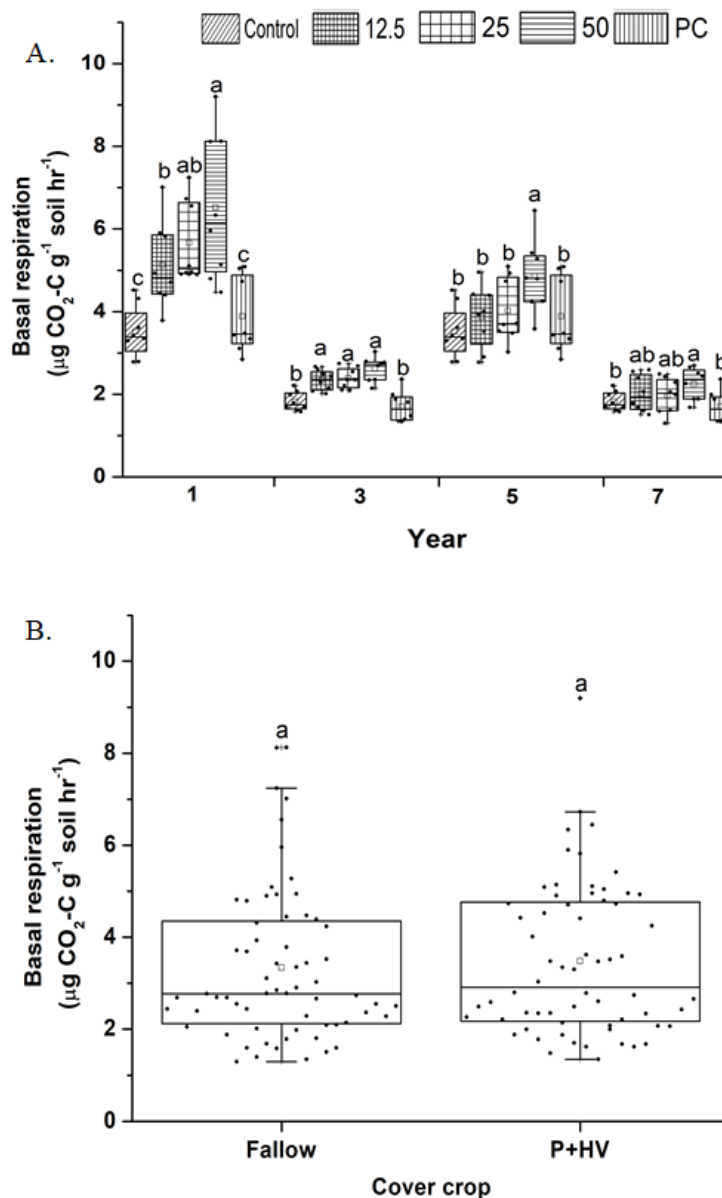 Control 12.5 25 50 PC
A.
10
8
6
4
2
0
Basal respiration
(µg CO₂-C g⁻¹ soil hr⁻¹)
c b ab a c
b a a a b
b b b a b
b ab ab a b
1 3 5 7
Year
B.
10
8
6
4
2
0
Basal respiration
(µg CO₂-C g⁻¹ soil hr⁻¹)
a a
Fallow P+HV
Cover crop